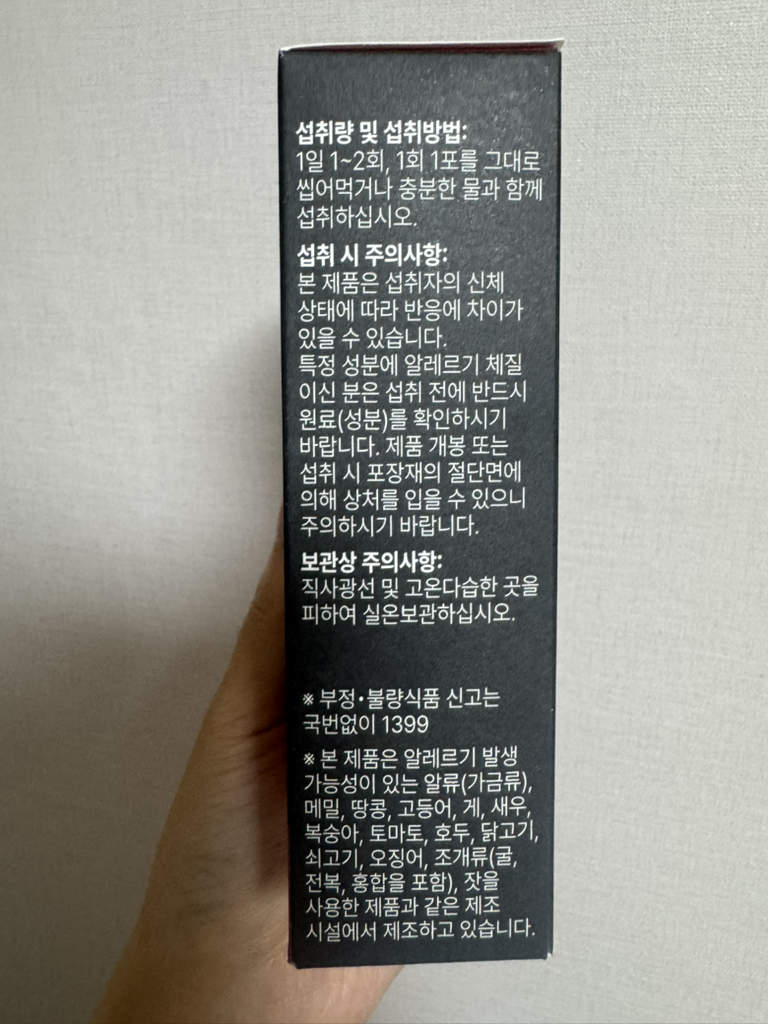 섭취량 및 섭취방법:
1일 1~2회, 1회 1포를 그대로
씹어먹거나 충분한 물과 함께
섭취하십시오.
섭취 시 주의사항:
본 제품은 섭취자의 신체
상태에 따라 반응에 차이가
있을 수 있습니다.
특정 성분에 알레르기 체질
이신 분은 섭취 전에 반드시
원료(성분)를 확인하시기
바랍니다. 제품 개봉 또는
섭취 시 포장재의 절단면에
의해 상처를 입을 수 있으니
주의하시기 바랍니다.
보관상 주의사항:
직사광선 및 고온다습한 곳을
피하여 실온보관하십시오.
※ 부정•불량식품 신고는
국번없이 1399
※ 본 제품은 알레르기 발생
가능성이 있는 알류(가금류),
메밀, 땅콩, 고등어, 게, 새우,
복숭아, 토마토, 호두, 닭고기,
쇠고기, 오징어, 조개류(굴,
전복, 홍합을 포함), 잣을
사용한 제품과 같은 제조
시설에서 제조하고 있습니다.